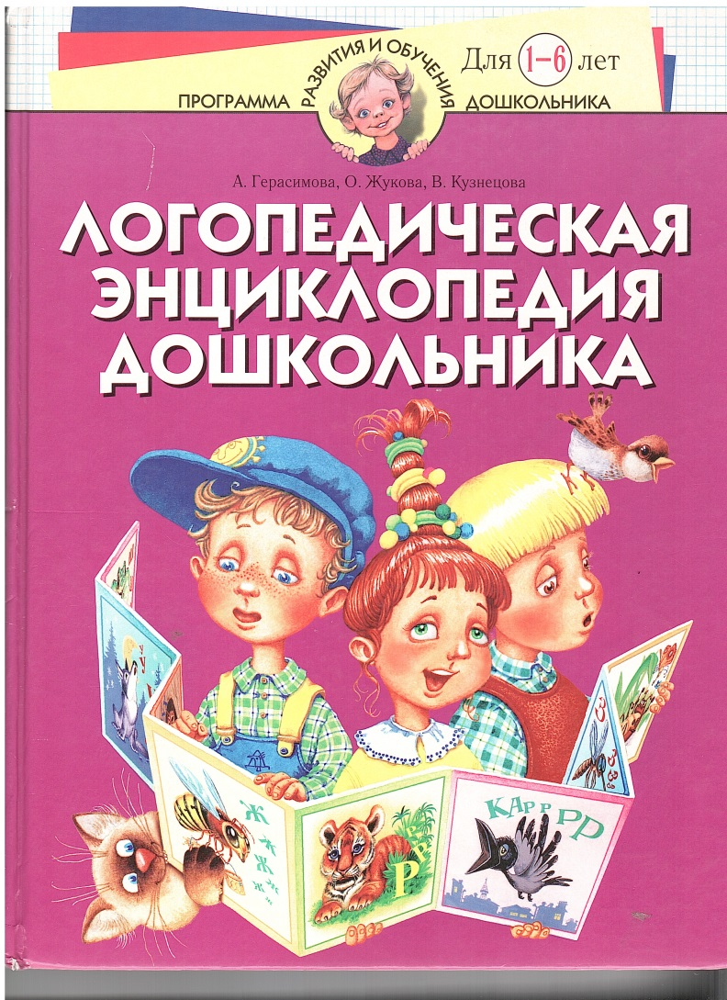 Для 1–6 лет
ПРОГРАММА РАЗВИТИЯ И ОБУЧЕНИЯ ДОШКОЛЬНИКА
А. Герасимова, О. Жукова, В. Кузнецова
ЛОГОПЕДИЧЕСКАЯ
ЭНЦИКЛОПЕДИЯ
ДОШКОЛЬНИКА
К К
У
З
З З З
Ж
Ж
Ж
Ж
Р Р Р
КАР Р РР